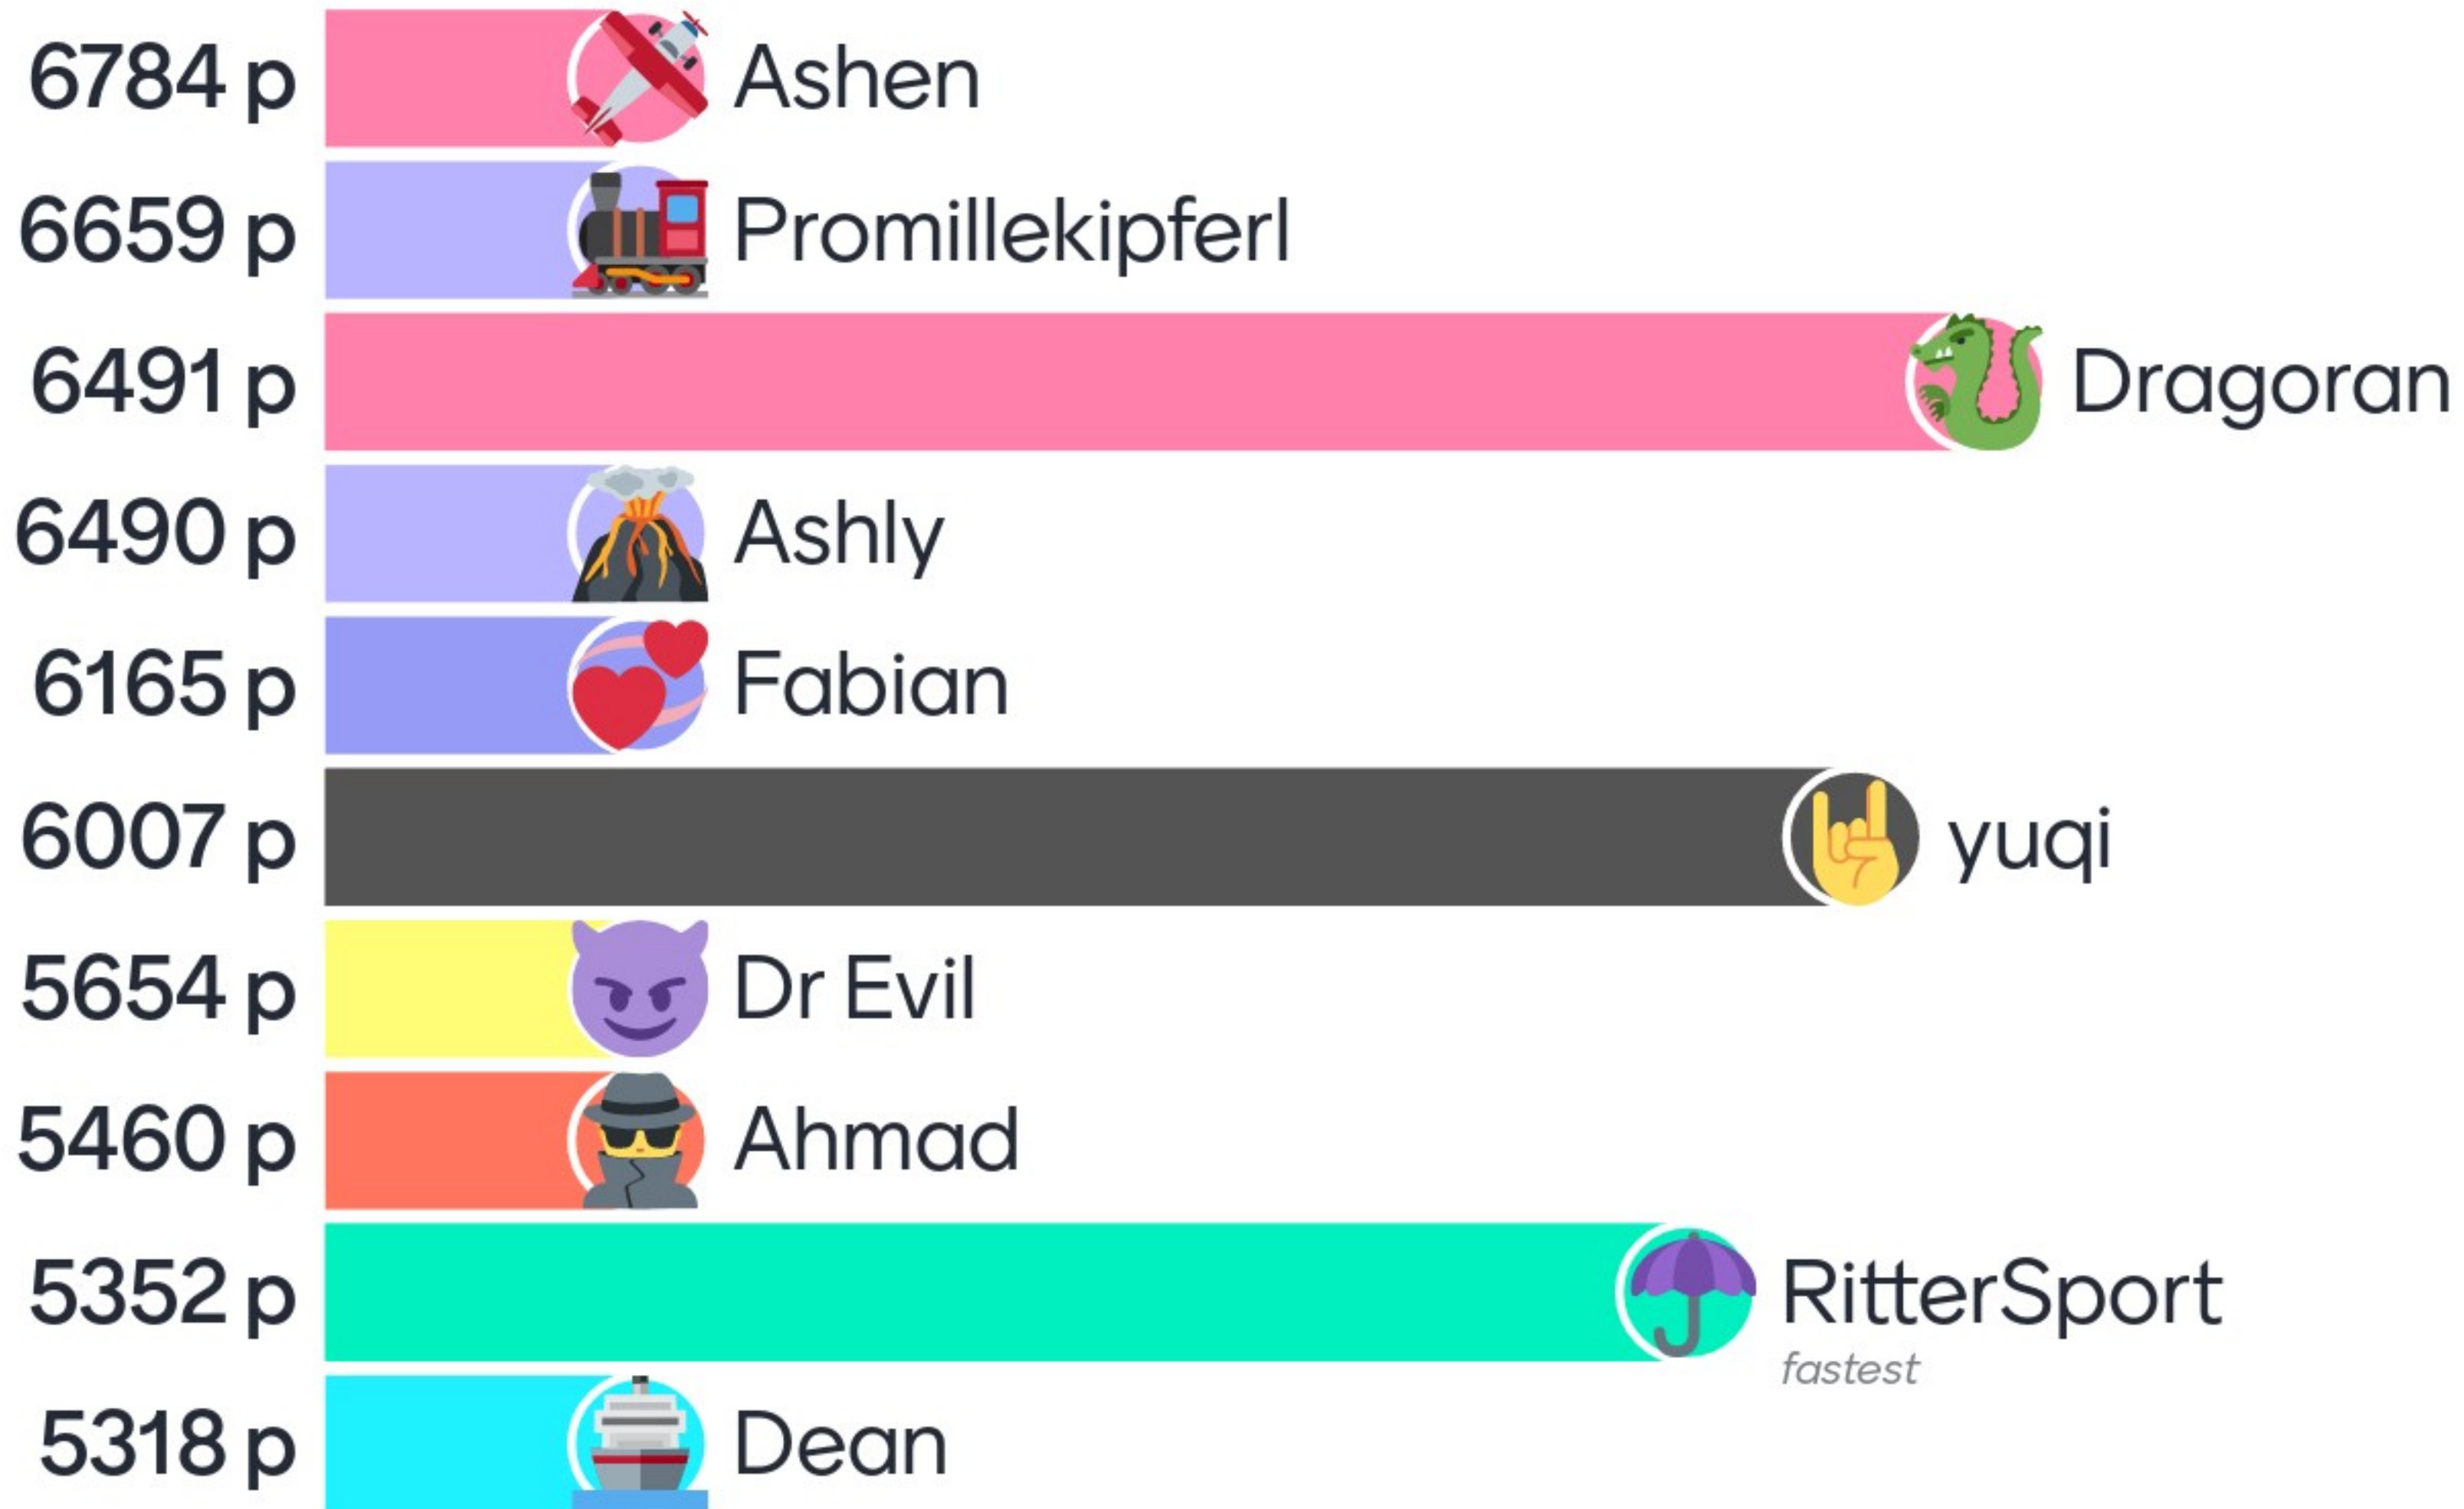 6784 p Ashen
6659 p Promillekipferl
6491 p Dragoran
6490 p Ashly
6165 p Fabian
6007 p yuqi
5654 p Dr Evil
5460 p Ahmad
5352 p RitterSport
fastest
5318 p Dean